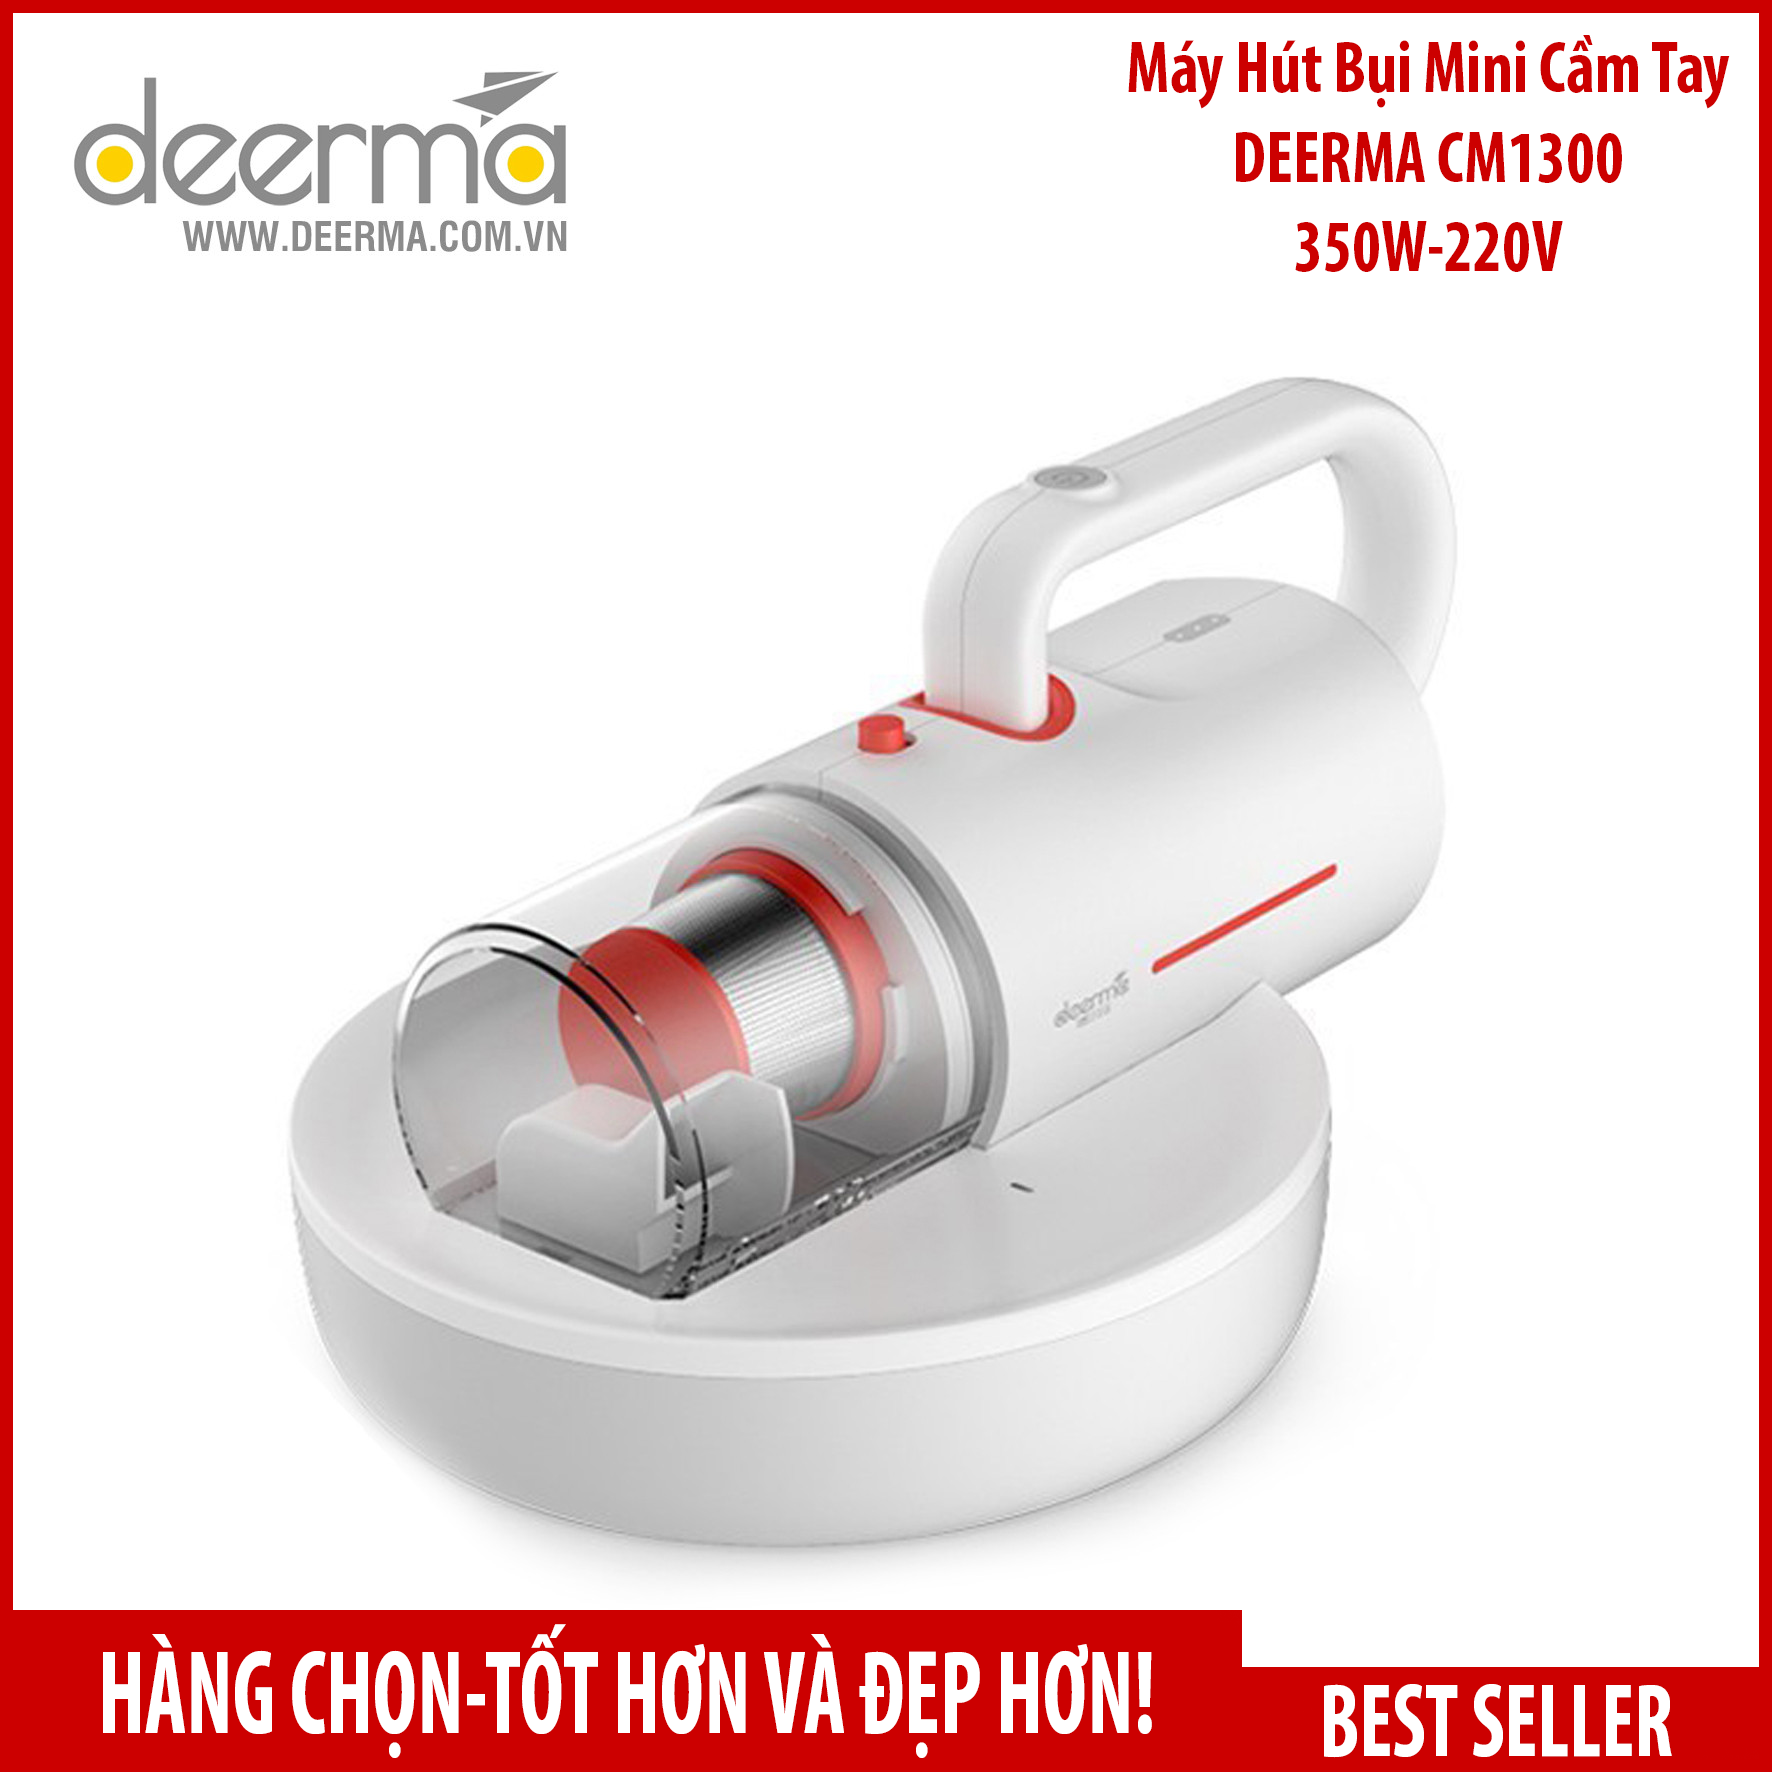 deerma
WWW.DEERMA.COM.VN
Máy Hút Bụi Mini Cầm Tay
DEERMA CM1300
350W-220V
deerma
HÀNG CHỌN-TỐT HƠN VÀ ĐẸP HƠN!
BEST SELLER